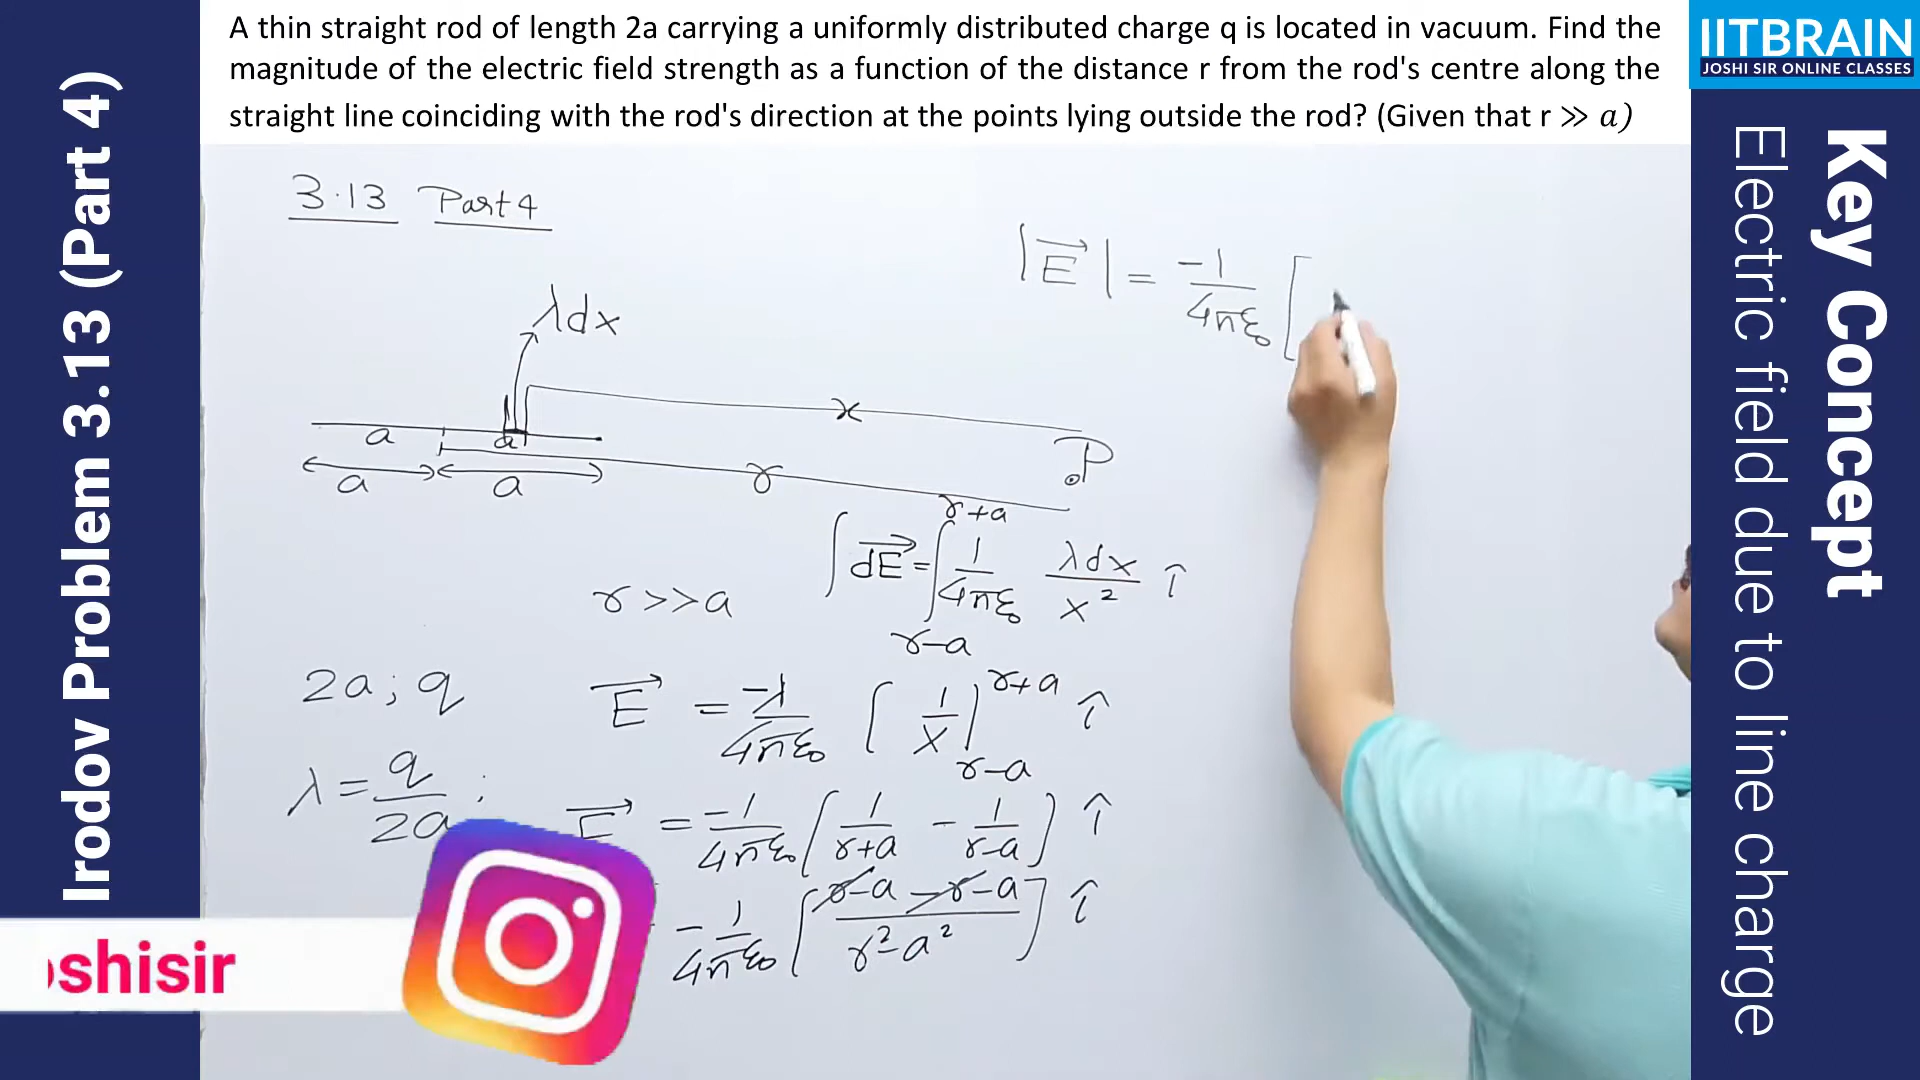 A thin straight rod of length 2a carrying a uniformly distributed charge q is located in vacuum. Find the
magnitude of the electric field strength as a function of the distance r from the rod's centre along the
straight line coinciding with the rod's direction at the points lying outside the rod? (Given that r ≫ a)
IITBRAIN
JOSHI SIR ONLINE CLASSES
Irodov Problem 3.13 (Part 4)
Key Concept
Electric field due to line charge
3.13 Part 4
|E⃗| = -1/4πε₀ [
λdx
x
a
a
P
a
a
r
∫dE⃗ = ∫_{r-a}^{r+a} 1/4πε₀ λdx/x² î
r >> a
2a; q
E⃗ = -λ/4πε₀ [1/x]_{r-a}^{r+a} î
λ = q/2a ;
E⃗ = -1/4πε₀ [1/r+a - 1/r-a] î
-1/4πε₀ [r-a-r-a/r²-a²] î
shisir